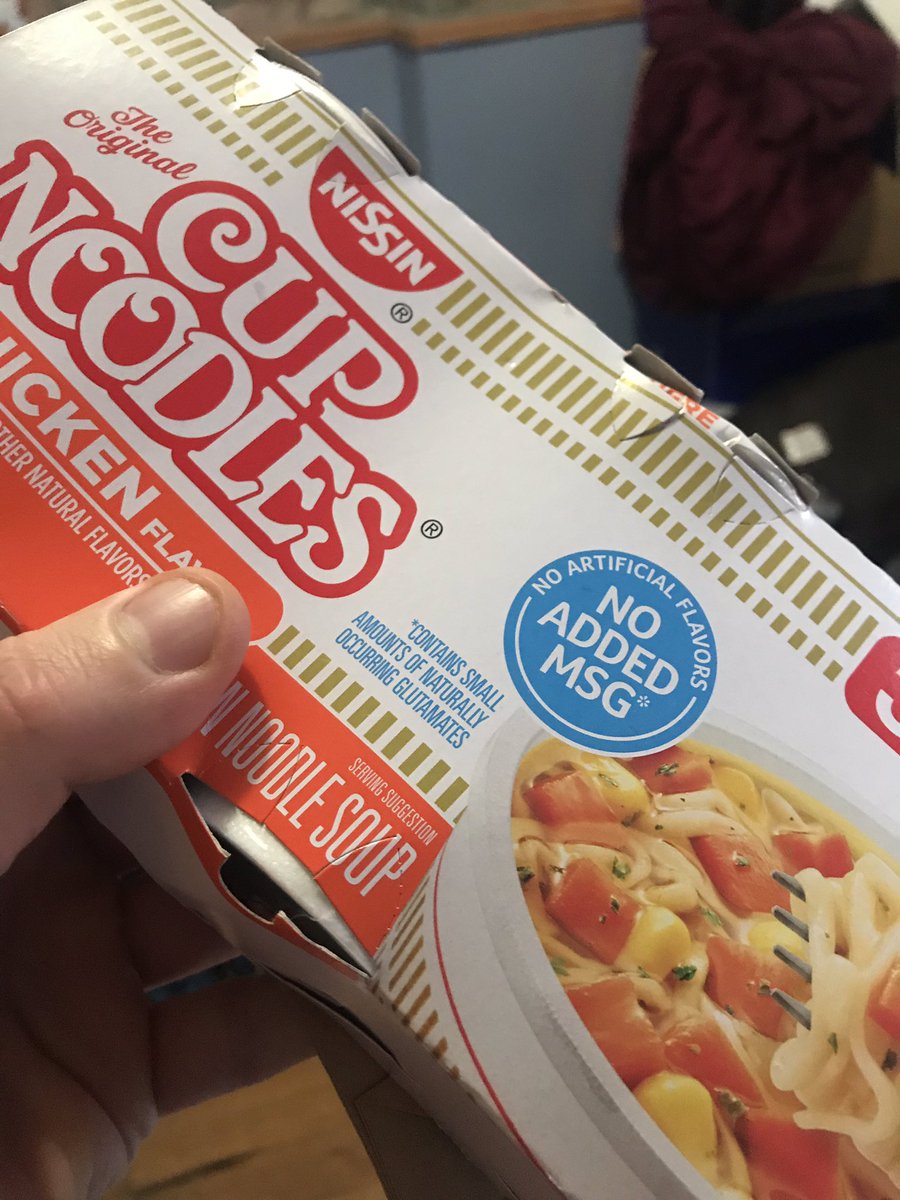 The
Original
NISSIN
®
CUP
NOODLES
®
HICKEN FLAV
THER NATURAL FLAVORS
NOODLE SOUP
SERVING SUGGESTION
*CONTAINS SMALL
AMOUNTS OF NATURALLY
OCCURRING GLUTAMATES
NO ARTIFICIAL FLAVORS
NO
ADDED
MSG*